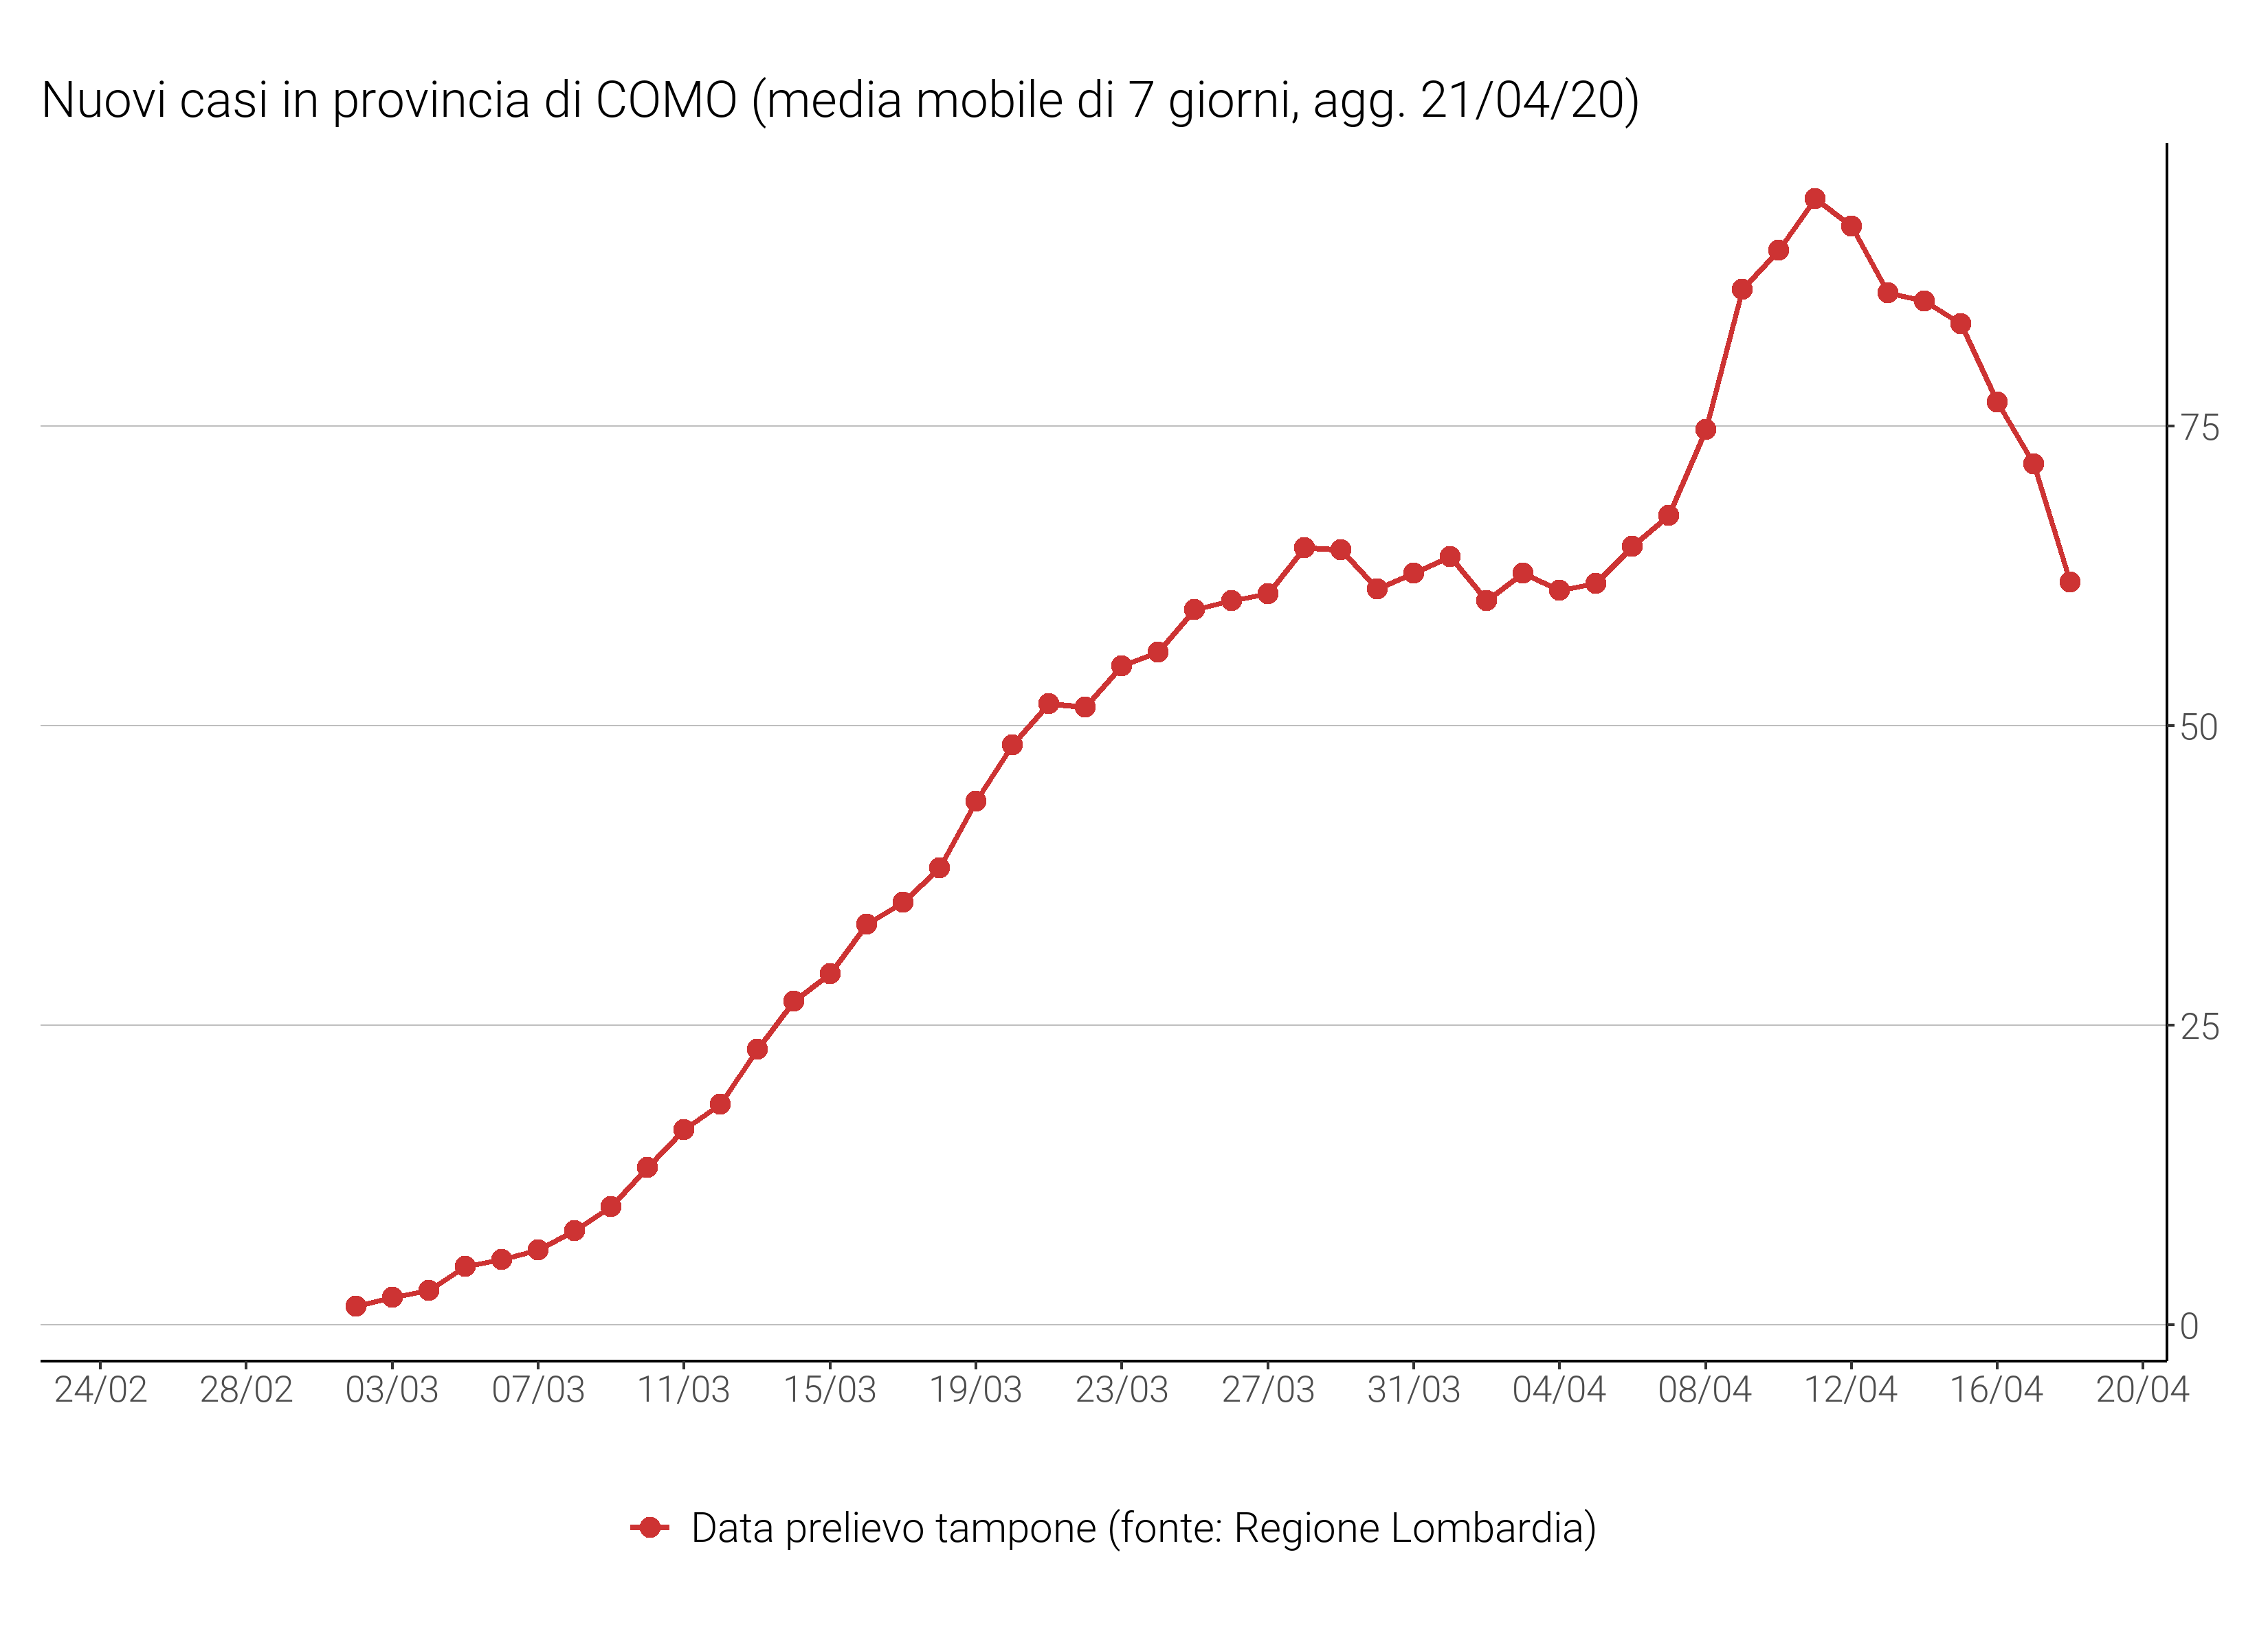 Nuovi casi in provincia di COMO (media mobile di 7 giorni, agg. 21/04/20)
75
50
25
0
24/02 28/02 03/03 07/03 11/03 15/03 19/03 23/03 27/03 31/03 04/04 08/04 12/04 16/04 20/04
Data prelievo tampone (fonte: Regione Lombardia)